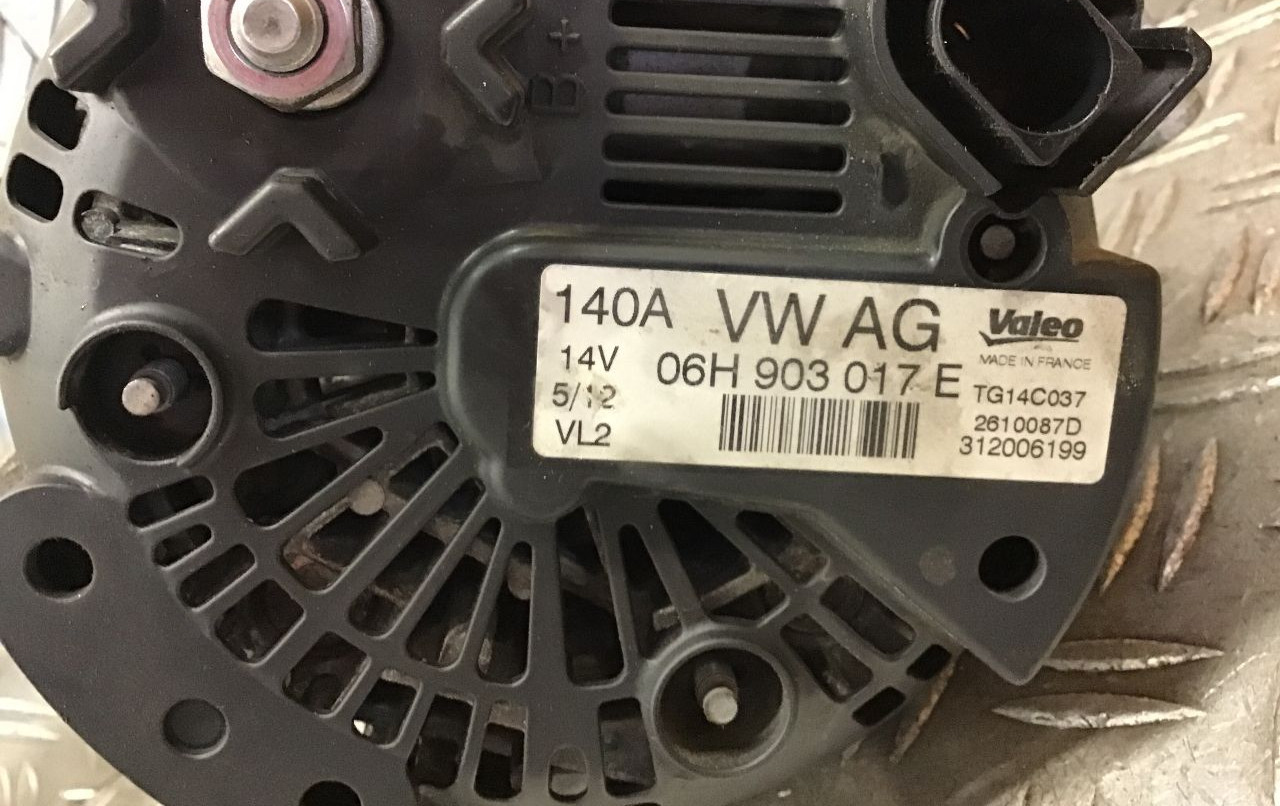 B+
140A VW AG Valeo
MADE IN FRANCE
14V 06H 903 017 E TG14C037
5/12 2610087D
VL2 312006199